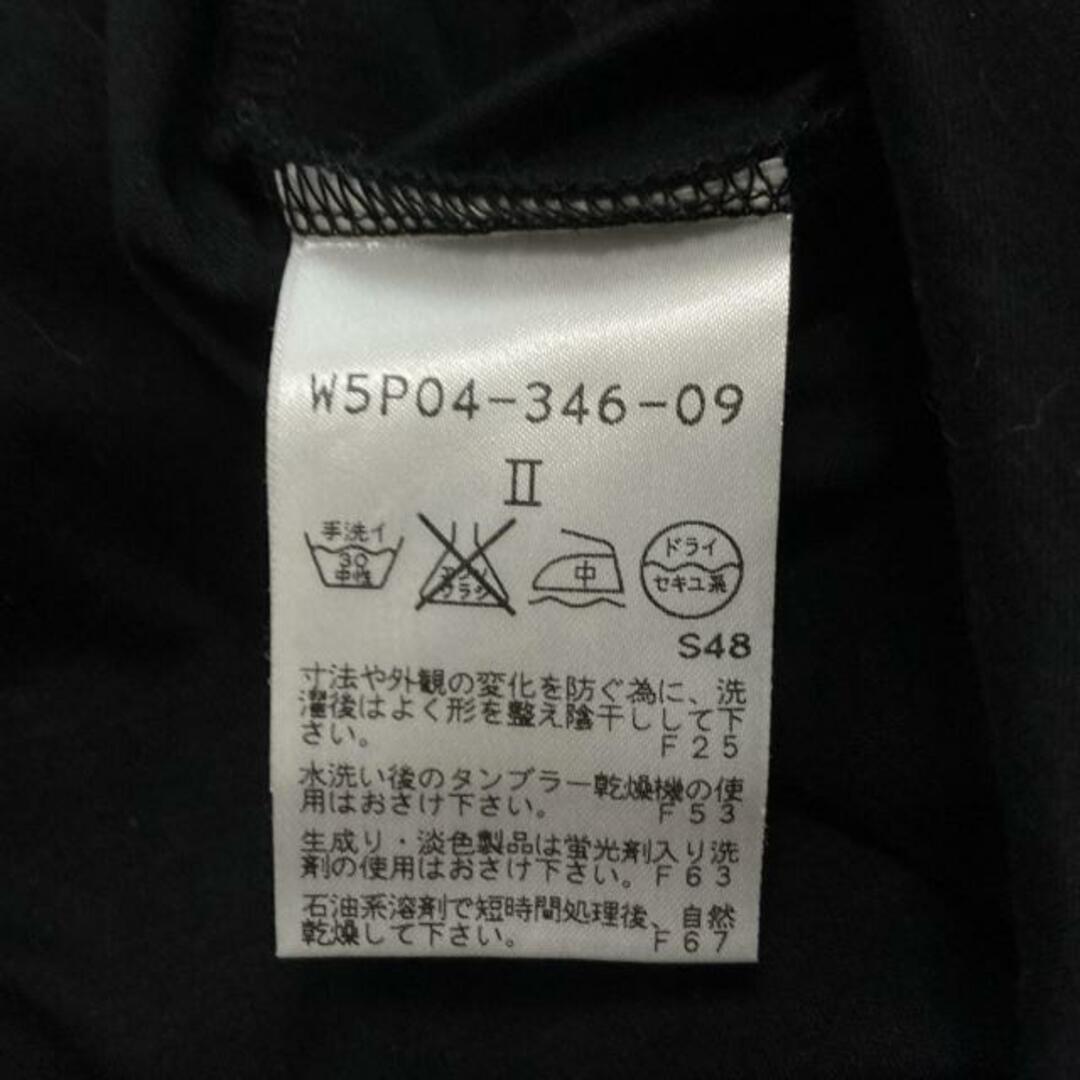 W5P04-346-09
II
手洗イ
30
中性
エンソ
サラシ
中
ドライ
セキユ系
S48
寸法や外観の変化を防ぐ為に、洗
濯後はよく形を整え陰干しして下
さい。 F25
水洗い後のタンブラー乾燥機の使
用はおさけ下さい。 F53
生成り・淡色製品は蛍光剤入り洗
剤の使用はおさけ下さい。F63
石油系溶剤で短時間処理後、自然
乾燥して下さい。 F67